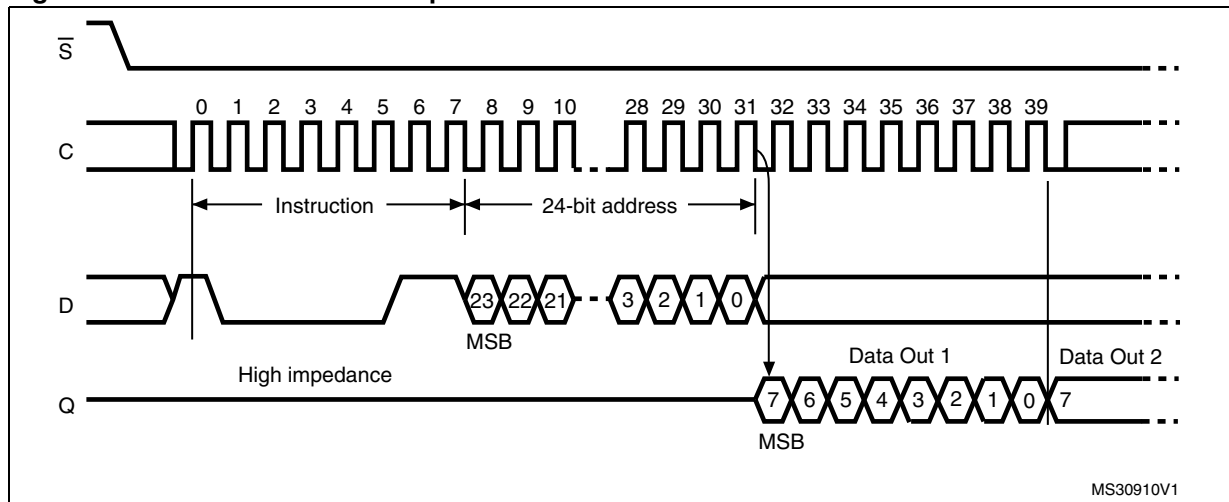 S
0 1 2 3 4 5 6 7 8 9 10 28 29 30 31 32 33 34 35 36 37 38 39
C
Instruction 24-bit address
D
23 22 21 3 2 1 0
MSB
Data Out 1 Data Out 2
High impedance
Q
7 6 5 4 3 2 1 0 7
MSB
MS30910V1